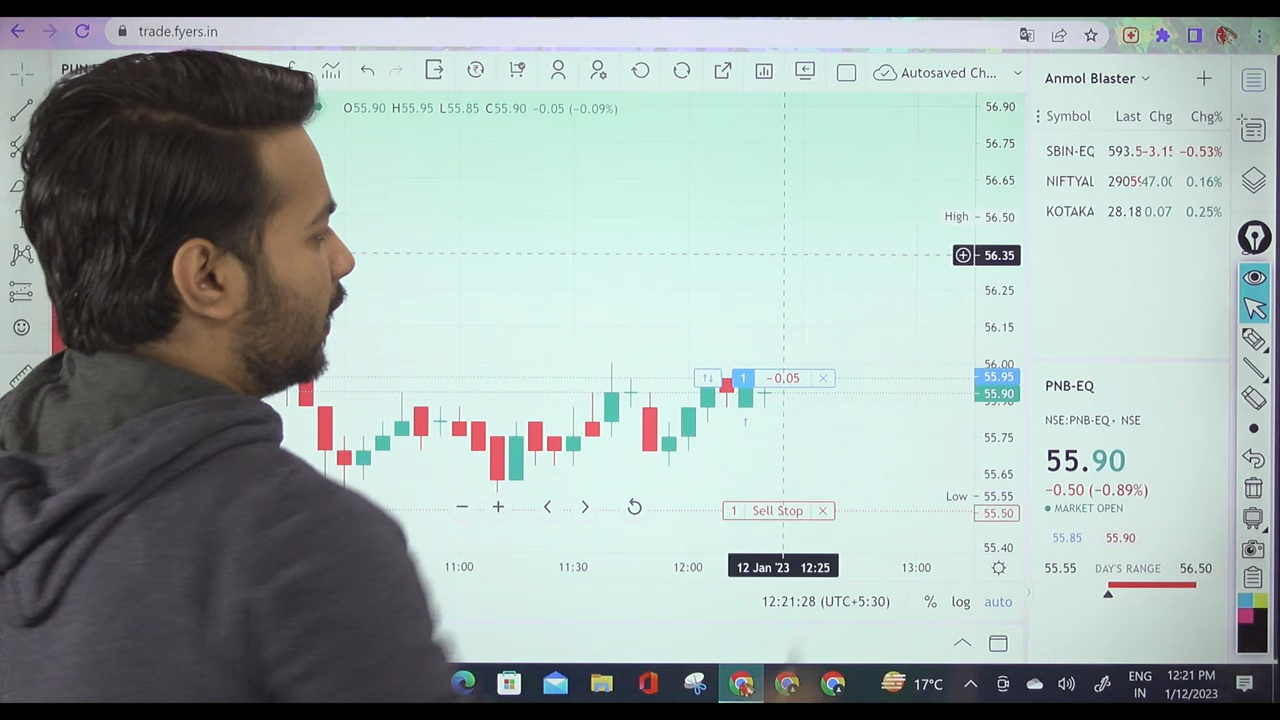 trade.fyers.in
PUN
Autosaved Ch...
Anmol Blaster
O55.90 H55.95 L55.85 C55.90 −0.05 (−0.09%)
Symbol Last Chg Chg%
SBIN-EQ 593.5 −3.15 −0.53%
NIFTYAL 29059 47.00 0.16%
KOTAKA 28.18 0.07 0.25%
56.90
56.75
56.65
High 56.50
56.35
56.25
56.15
56.00
55.95
55.90
55.75
55.65
Low 55.55
55.50
55.40
1 −0.05
1 Sell Stop
PNB-EQ
NSE:PNB-EQ • NSE
55.90
−0.50 (−0.89%)
MARKET OPEN
55.85 55.90
55.55 DAY'S RANGE 56.50
11:00 11:30 12:00 12 Jan '23 12:25 13:00
12:21:28 (UTC+5:30) % log auto
17°C
ENG
IN
12:21 PM
1/12/2023